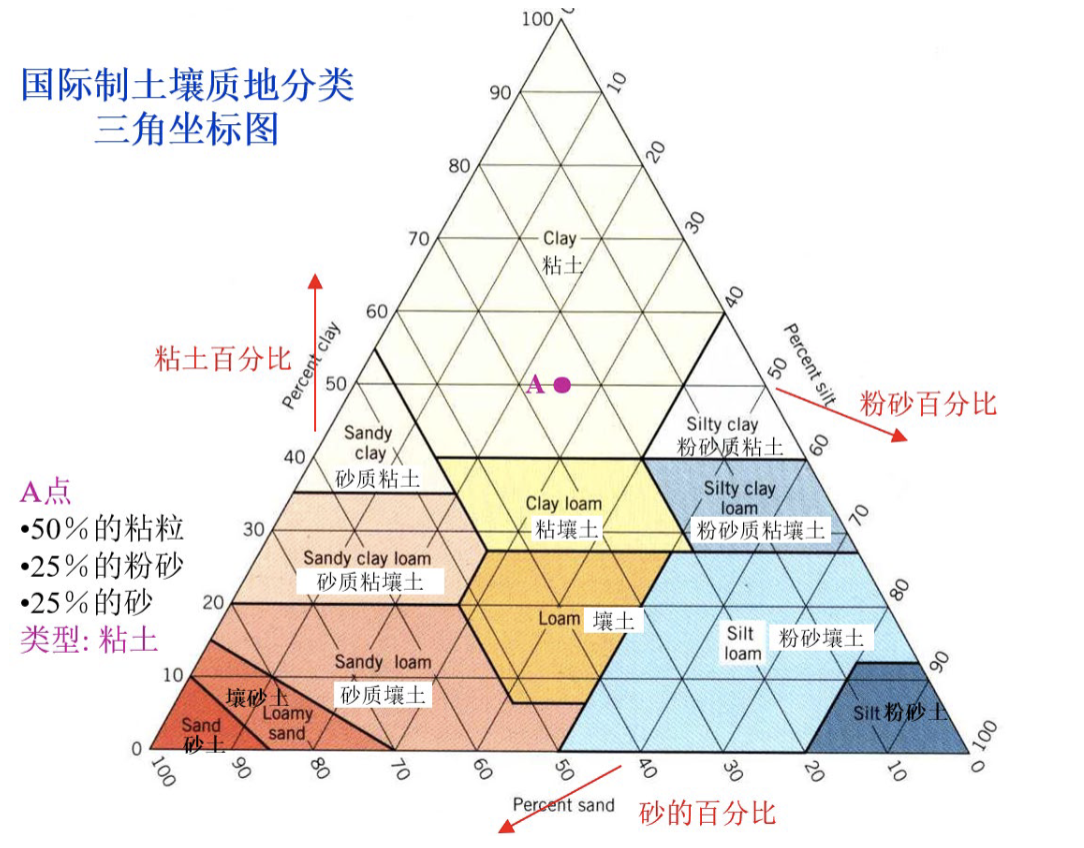 国际制土壤质地分类
三角坐标图
100
90
80
70
60
50
40
30
20
10
0
10
20
30
40
50
60
70
80
90
100
100
90
80
70
60
50
40
30
20
10
0
Percent clay
粘土百分比
Percent silt
粉砂百分比
Percent sand
砂的百分比
Clay
粘土
A
Sandy
clay
砂质粘土
Silty clay
粉砂质粘土
Clay loam
粘壤土
Silty clay
loam
粉砂质粘壤土
Sandy clay loam
砂质粘壤土
Loam 壤土
Silt
loam
粉砂壤土
Sandy loam
砂质壤土
壤砂土
Loamy
sand
Sand
砂土
Silt 粉砂土
A点
•50%的粘粒
•25%的粉砂
•25%的砂
类型: 粘土